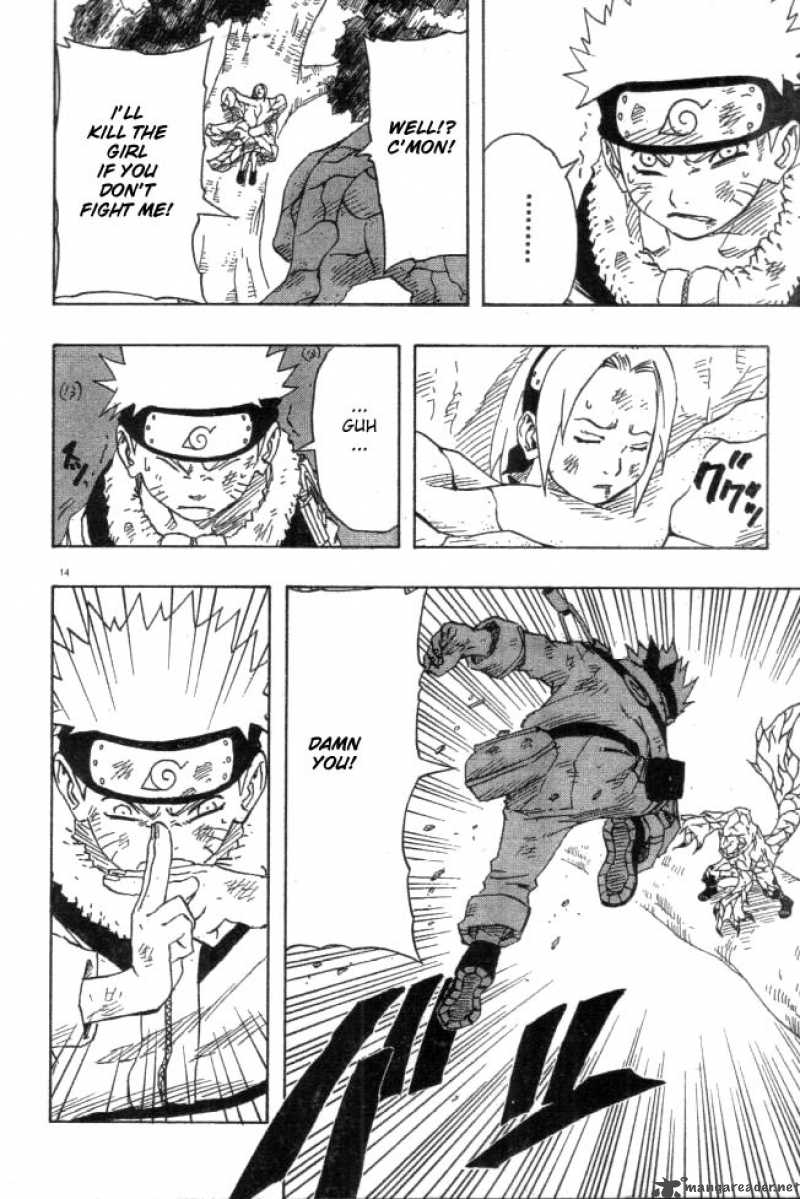 .........
WELL!?
C'MON!
I'LL
KILL THE
GIRL
IF YOU
DON'T
FIGHT ME!
...
GUH
...
14
DAMN
YOU!
mangareader.net